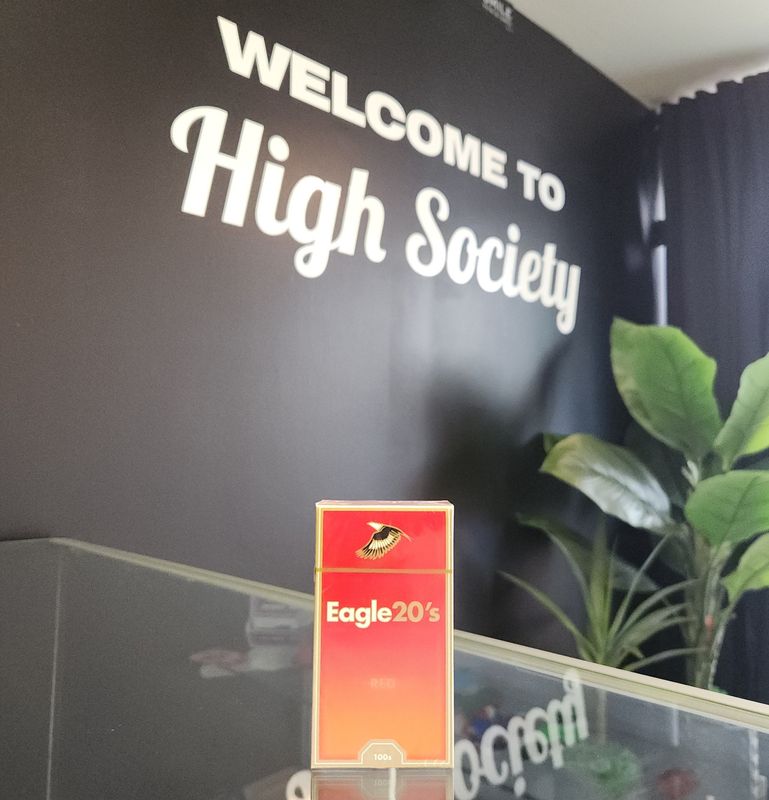 WELCOME TO
High Society
Eagle20's
RED
100s